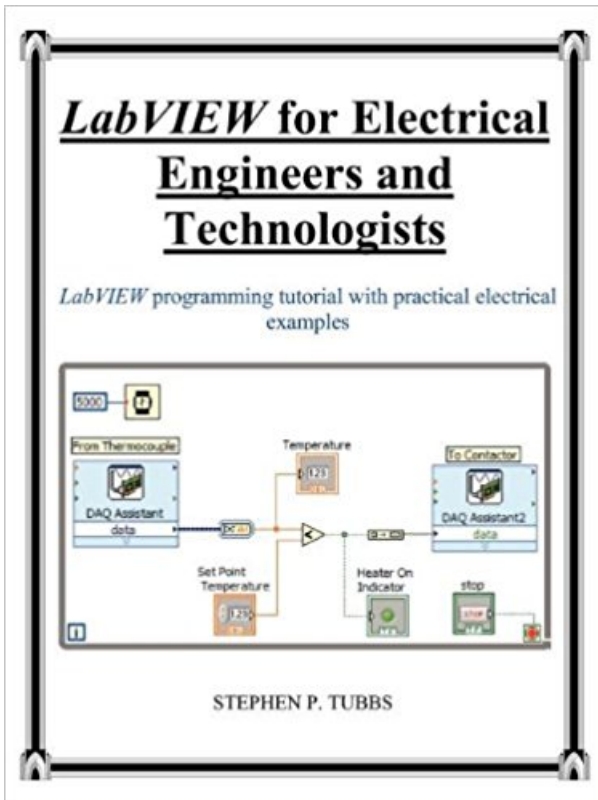 LabVIEW for Electrical
Engineers and
Technologists
LabVIEW programming tutorial with practical electrical
examples
5000
From Thermocouple
DAQ Assistant
data
Temperature
123
To Contactor
DAQ Assistant2
data
Set Point
Temperature
123
Heater On
Indicator
stop
STOP
i
STEPHEN P. TUBBS